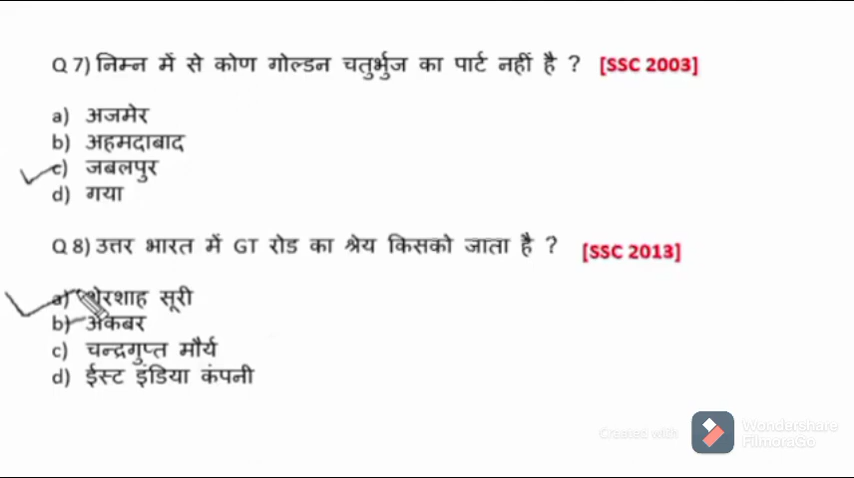 Q 7) निम्न में से कोण गोल्डन चतुर्भुज का पार्ट नहीं है ? [SSC 2003]
a) अजमेर
b) अहमदाबाद
c) जबलपुर
d) गया
Q 8) उत्तर भारत में GT रोड का श्रेय किसको जाता है ? [SSC 2013]
a) शेरशाह सूरी
b) अकबर
c) चन्द्रगुप्त मौर्य
d) ईस्ट इंडिया कंपनी
Created with
Wondershare
FilmoraGo